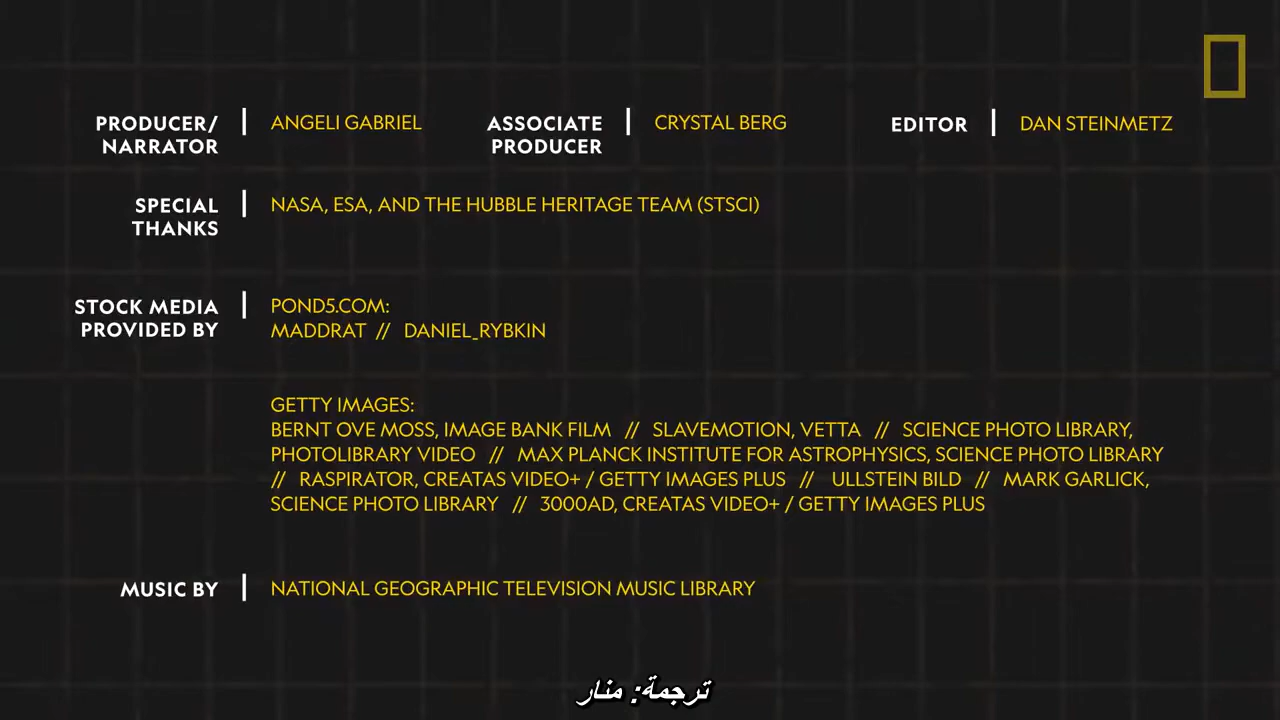 PRODUCER/ NARRATOR | ANGELI GABRIEL
ASSOCIATE PRODUCER | CRYSTAL BERG
EDITOR | DAN STEINMETZ
SPECIAL THANKS | NASA, ESA, AND THE HUBBLE HERITAGE TEAM (STSCI)
STOCK MEDIA PROVIDED BY | POND5.COM:
MADDRAT // DANIEL_RYBKIN
GETTY IMAGES:
BERNT OVE MOSS, IMAGE BANK FILM // SLAVEMOTION, VETTA // SCIENCE PHOTO LIBRARY,
PHOTOLIBRARY VIDEO // MAX PLANCK INSTITUTE FOR ASTROPHYSICS, SCIENCE PHOTO LIBRARY
// RASPIRATOR, CREATAS VIDEO+ / GETTY IMAGES PLUS // ULLSTEIN BILD // MARK GARLICK,
SCIENCE PHOTO LIBRARY // 3000AD, CREATAS VIDEO+ / GETTY IMAGES PLUS
MUSIC BY | NATIONAL GEOGRAPHIC TELEVISION MUSIC LIBRARY
ترجمة: منار